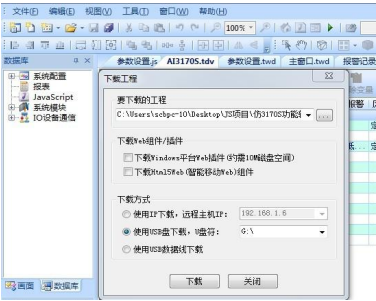 文件(F) 编辑(E) 视图(V) 工具(T) 窗口(W) 帮助(H)
100%
数据库
参数设置.js AI3170S.tdv 参数设置.twd 主窗口.twd 报警记录
系统配置
报表
JavaScript
系统模块
IO设备通信
下载工程
要下载的工程
C:\Users\scbpc-10\Desktop\JS项目\仿3170S功能
下载Web组件/插件
下载Windows平台Web插件(约需10M磁盘空间)
下载Html5Web(智能移动Web)组件
下载方式
使用IP下载，远程主机IP: 192.168.1.6
使用USB盘下载，U盘符: G:\
使用USB数据线下载
下载 关闭
画面 数据库
除变量
报警